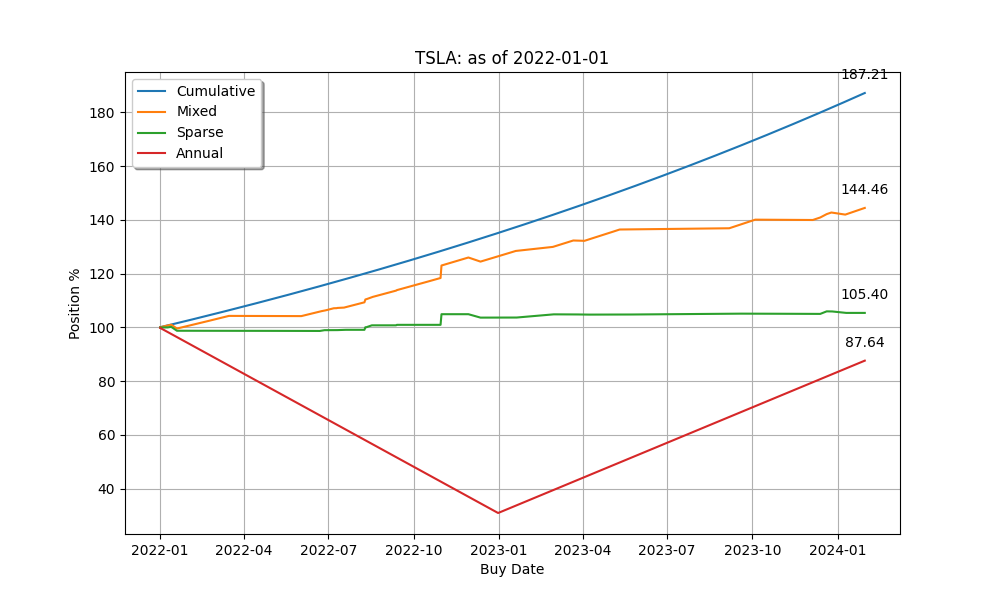 TSLA: as of 2022-01-01
Cumulative
Mixed
Sparse
Annual
187.21
144.46
105.40
87.64
Position %
180
160
140
120
100
80
60
40
2022-01 2022-04 2022-07 2022-10 2023-01 2023-04 2023-07 2023-10 2024-01
Buy Date